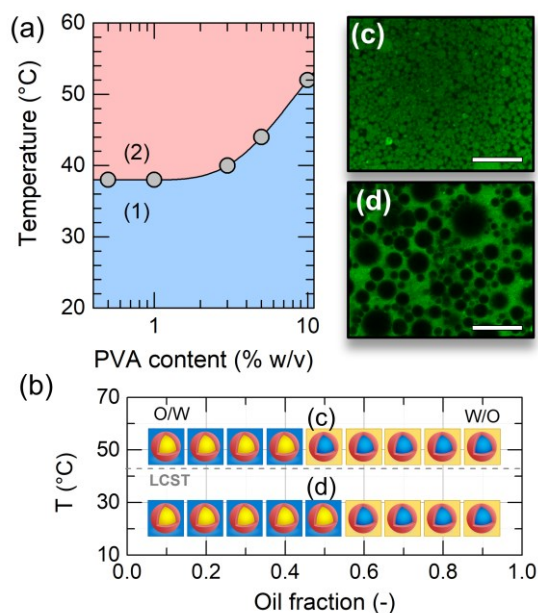 (a)
60
50
40
30
20
Temperature (°C)
(2)
(1)
1
10
PVA content (% w/v)
(c)
(d)
(b)
70
50
30
10
T (°C)
O/W
(c)
W/O
LCST
(d)
0.0
0.2
0.4
0.6
0.8
1.0
Oil fraction (-)